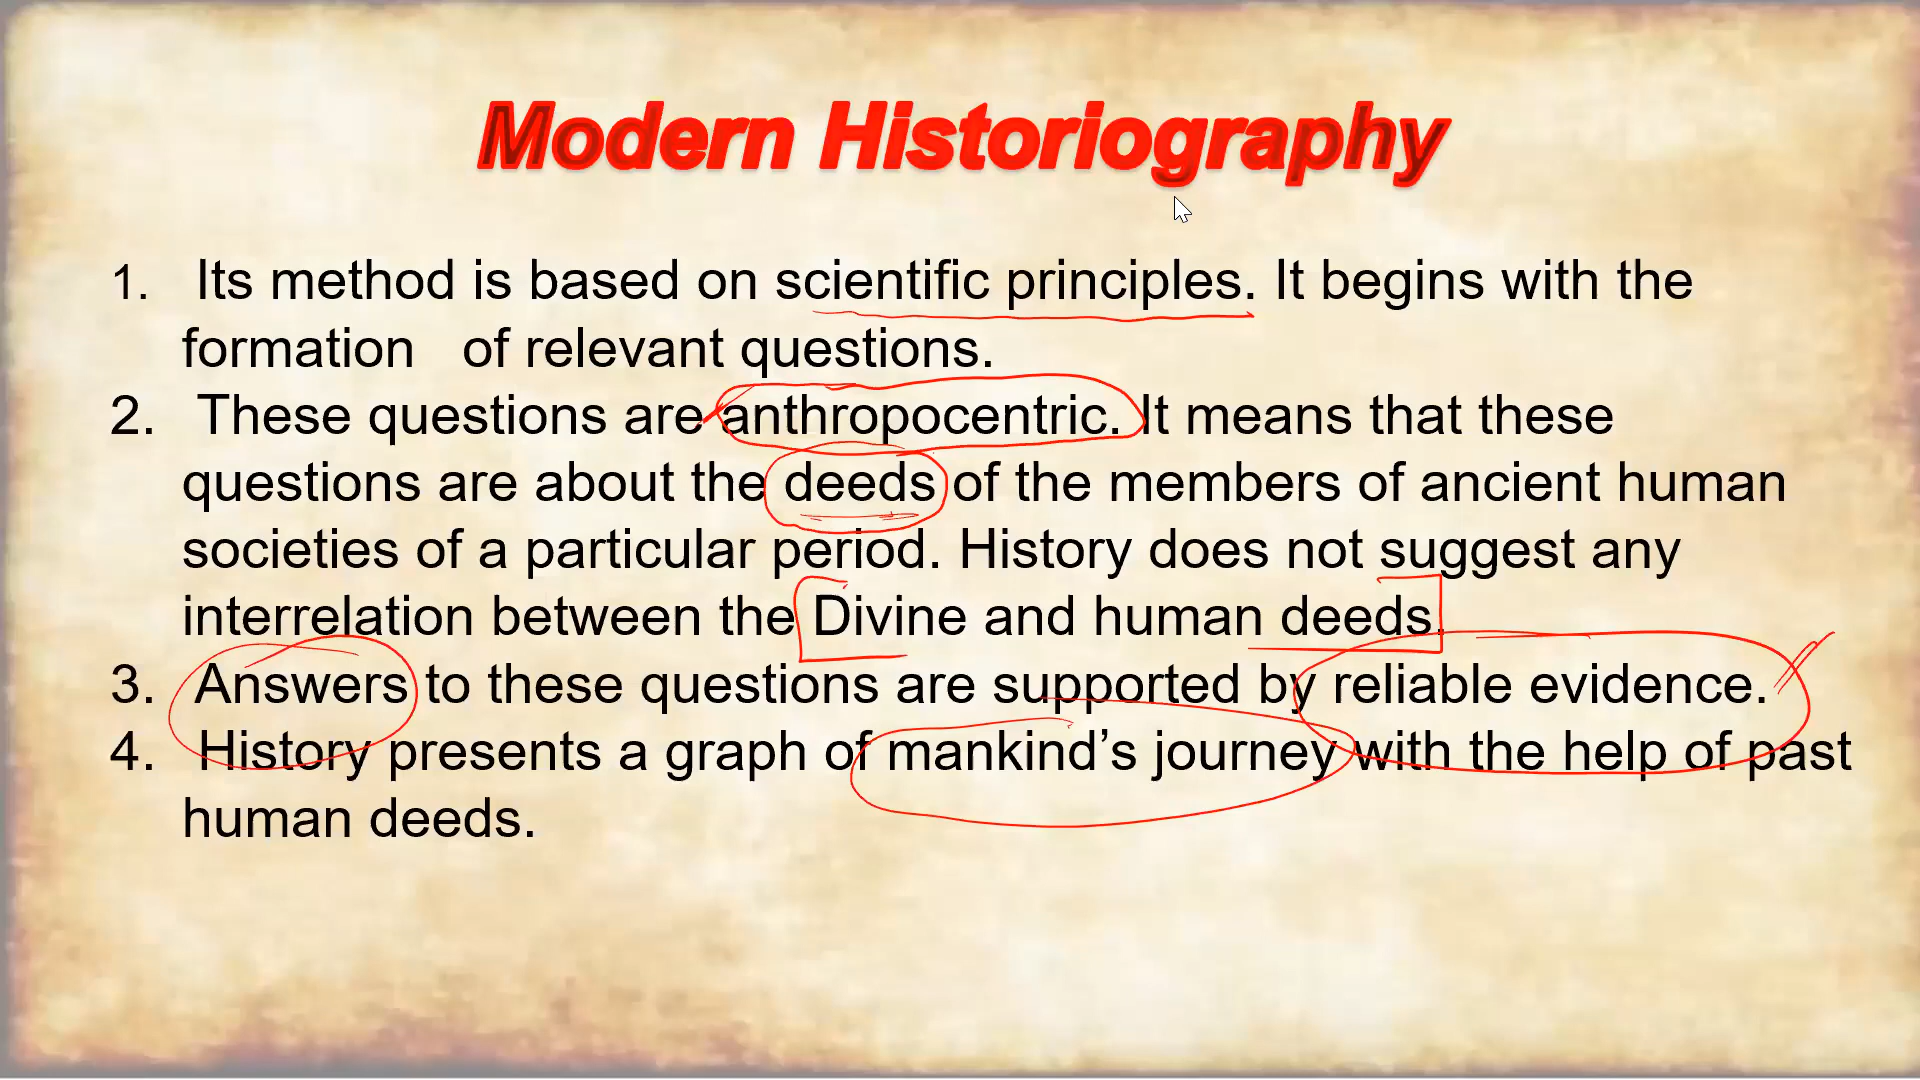 Modern Historiography
1. Its method is based on scientific principles. It begins with the
formation of relevant questions.
2. These questions are anthropocentric. It means that these
questions are about the deeds of the members of ancient human
societies of a particular period. History does not suggest any
interrelation between the Divine and human deeds.
3. Answers to these questions are supported by reliable evidence.
4. History presents a graph of mankind’s journey with the help of past
human deeds.